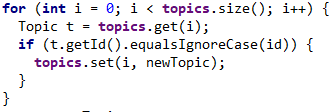 for (int i = 0; i < topics.size(); i++) {
Topic t = topics.get(i);
if (t.getId().equalsIgnoreCase(id)) {
topics.set(i, newTopic);
}
}